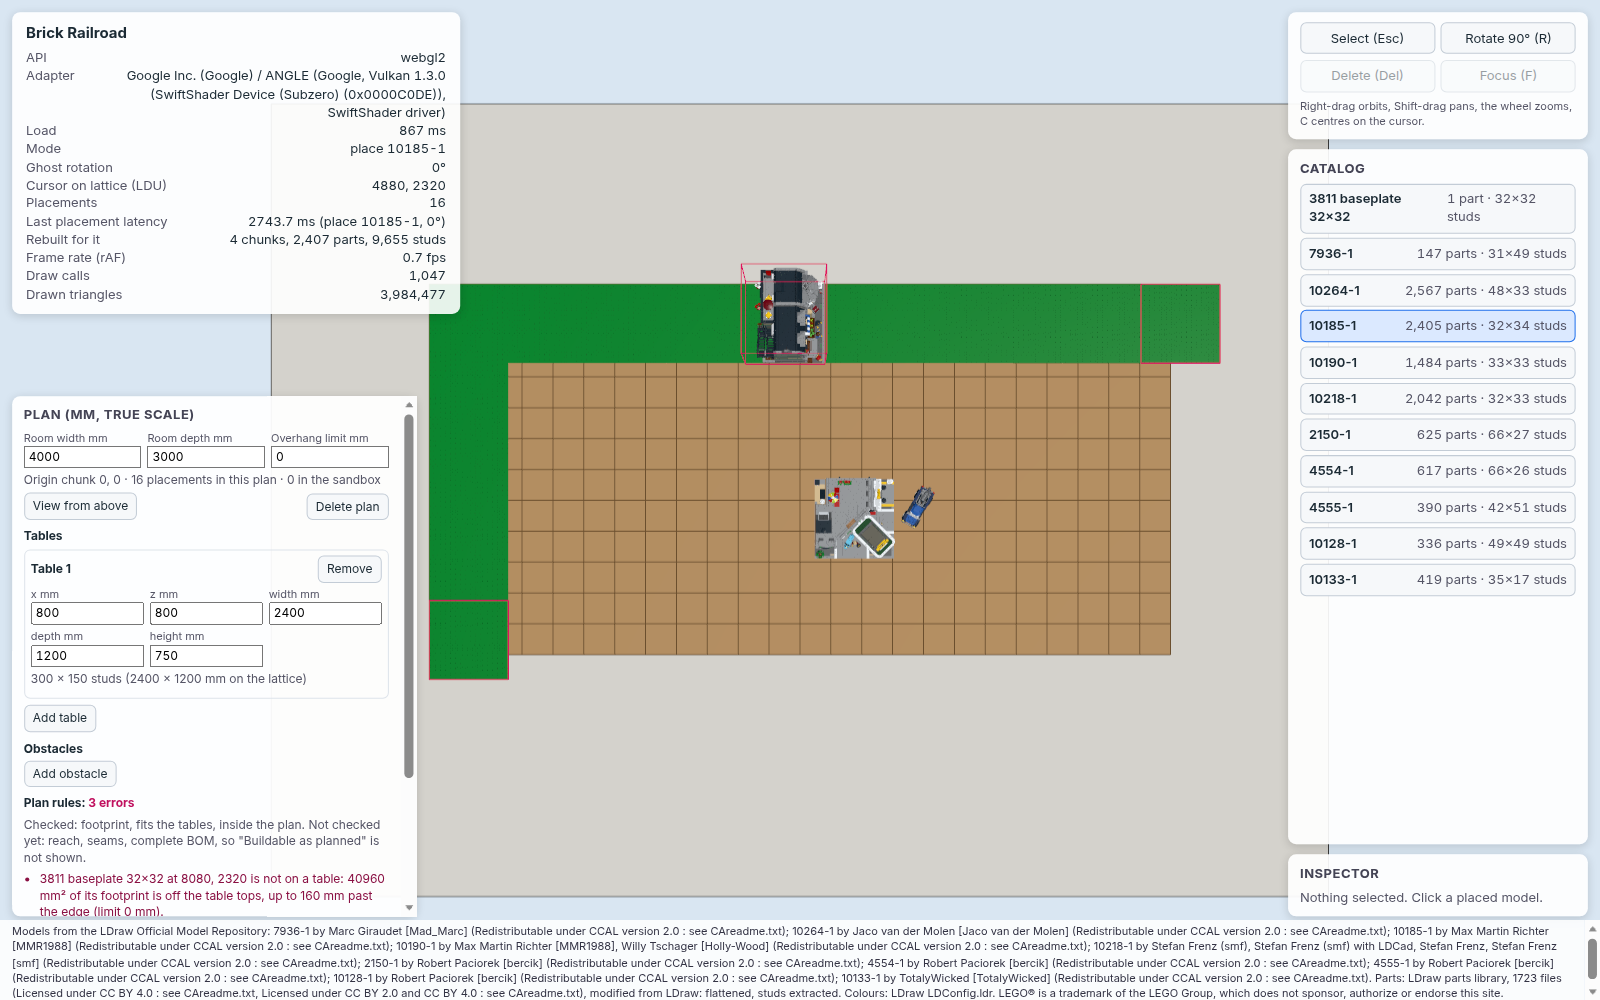 Brick Railroad
API webgl2
Adapter Google Inc. (Google) / ANGLE (Google, Vulkan 1.3.0
(SwiftShader Device (Subzero) (0x0000C0DE)),
SwiftShader driver)
Load 867 ms
Mode place 10185-1
Ghost rotation 0°
Cursor on lattice (LDU) 4880, 2320
Placements 16
Last placement latency 2743.7 ms (place 10185-1, 0°)
Rebuilt for it 4 chunks, 2,407 parts, 9,655 studs
Frame rate (rAF) 0.7 fps
Draw calls 1,047
Drawn triangles 3,984,477
PLAN (MM, TRUE SCALE)
Room width mm Room depth mm Overhang limit mm
4000 3000 0
Origin chunk 0, 0 · 16 placements in this plan · 0 in the sandbox
View from above Delete plan
Tables
Table 1 Remove
x mm z mm width mm
800 800 2400
depth mm height mm
1200 750
300 × 150 studs (2400 × 1200 mm on the lattice)
Add table
Obstacles
Add obstacle
Plan rules: 3 errors
Checked: footprint, fits the tables, inside the plan. Not checked
yet: reach, seams, complete BOM, so "Buildable as planned" is
not shown.
• 3811 baseplate 32×32 at 8080, 2320 is not on a table: 40960
mm² of its footprint is off the table tops, up to 160 mm past
the edge (limit 0 mm).
Select (Esc) Rotate 90° (R)
Delete (Del) Focus (F)
Right-drag orbits, Shift-drag pans, the wheel zooms,
C centres on the cursor.
CATALOG
3811 baseplate 32×32 1 part · 32×32 studs
7936-1 147 parts · 31×49 studs
10264-1 2,567 parts · 48×33 studs
10185-1 2,405 parts · 32×34 studs
10190-1 1,484 parts · 33×33 studs
10218-1 2,042 parts · 32×33 studs
2150-1 625 parts · 66×27 studs
4554-1 617 parts · 66×26 studs
4555-1 390 parts · 42×51 studs
10128-1 336 parts · 49×49 studs
10133-1 419 parts · 35×17 studs
INSPECTOR
Nothing selected. Click a placed model.
Models from the LDraw Official Model Repository: 7936-1 by Marc Giraudet [Mad_Marc] (Redistributable under CCAL version 2.0 : see CAreadme.txt); 10264-1 by Jaco van der Molen [Jaco van der Molen] (Redistributable under CCAL version 2.0 : see CAreadme.txt); 10185-1 by Max Martin Richter
[MMR1988] (Redistributable under CCAL version 2.0 : see CAreadme.txt); 10190-1 by Max Martin Richter [MMR1988], Willy Tschager [Holly-Wood] (Redistributable under CCAL version 2.0 : see CAreadme.txt); 10218-1 by Stefan Frenz (smf), Stefan Frenz (smf) with LDCad, Stefan Frenz, Stefan Frenz
[smf] (Redistributable under CCAL version 2.0 : see CAreadme.txt); 2150-1 by Robert Paciorek [bercik] (Redistributable under CCAL version 2.0 : see CAreadme.txt); 4554-1 by Robert Paciorek [bercik] (Redistributable under CCAL version 2.0 : see CAreadme.txt); 4555-1 by Robert Paciorek [bercik]
(Redistributable under CCAL version 2.0 : see CAreadme.txt); 10128-1 by Robert Paciorek [bercik] (Redistributable under CCAL version 2.0 : see CAreadme.txt); 10133-1 by TotalyWicked [TotalyWicked] (Redistributable under CCAL version 2.0 : see CAreadme.txt). Parts: LDraw parts library, 1723 files
(Licensed under CC BY 4.0 : see CAreadme.txt, Licensed under CC BY 2.0 and CC BY 4.0 : see CAreadme.txt), modified from LDraw: flattened, studs extracted. Colours: LDraw LDConfig.ldr. LEGO® is a trademark of the LEGO Group, which does not sponsor, authorize or endorse this site.